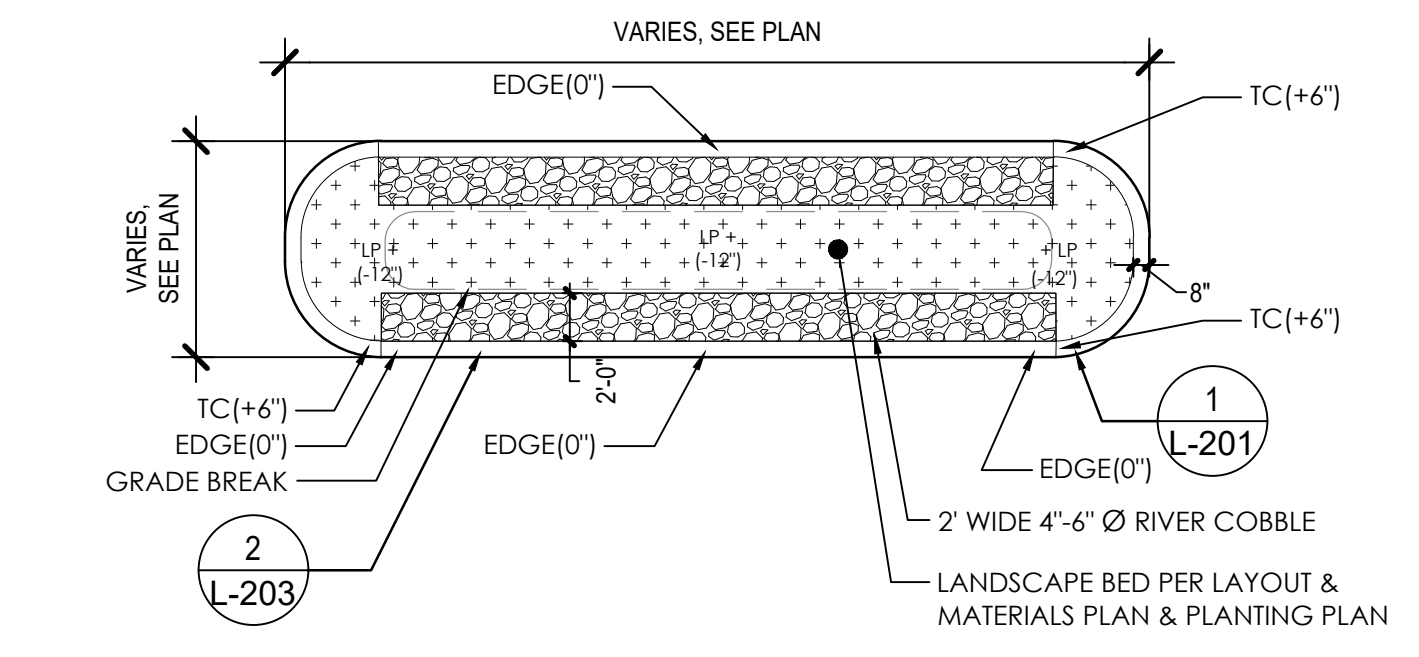 VARIES, SEE PLAN
EDGE(0")
TC(+6")
VARIES,
SEE PLAN
LP
(-12")
LP
(-12")
LP
(-12")
8"
TC(+6")
2'-0"
TC(+6")
EDGE(0")
EDGE(0")
EDGE(0")
GRADE BREAK
1
L-201
2' WIDE 4"-6" Ø RIVER COBBLE
2
L-203
LANDSCAPE BED PER LAYOUT &
MATERIALS PLAN & PLANTING PLAN